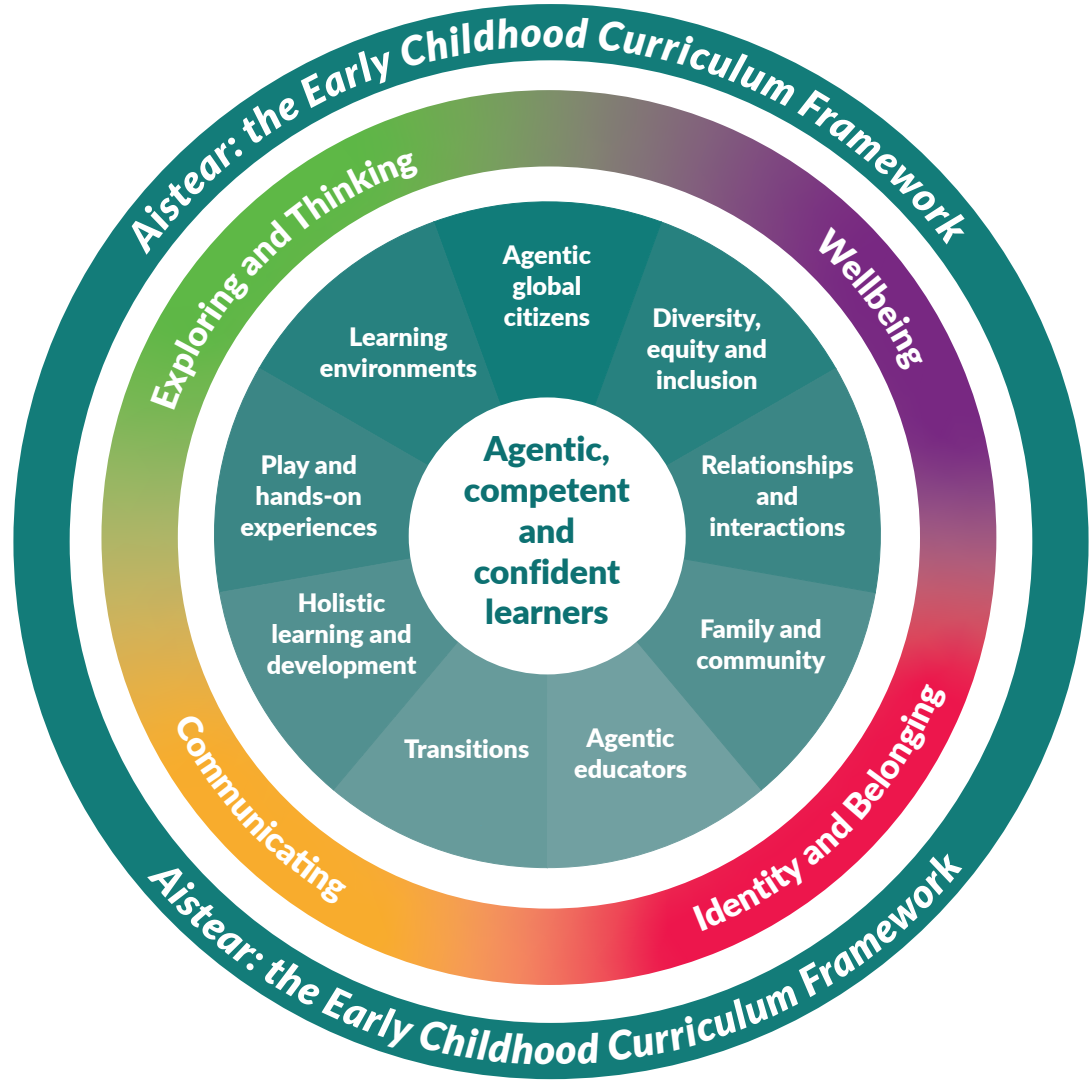 Aistear: the Early Childhood Curriculum Framework
Exploring and Thinking
Wellbeing
Agentic
global
citizens
Diversity,
equity and
inclusion
Relationships
and
interactions
Family and
community
Agentic
educators
Transitions
Holistic
learning and
development
Play and
hands-on
experiences
Learning
environments
Agentic,
competent
and
confident
learners
Communicating
Identity and Belonging
Aistear: the Early Childhood Curriculum Framework